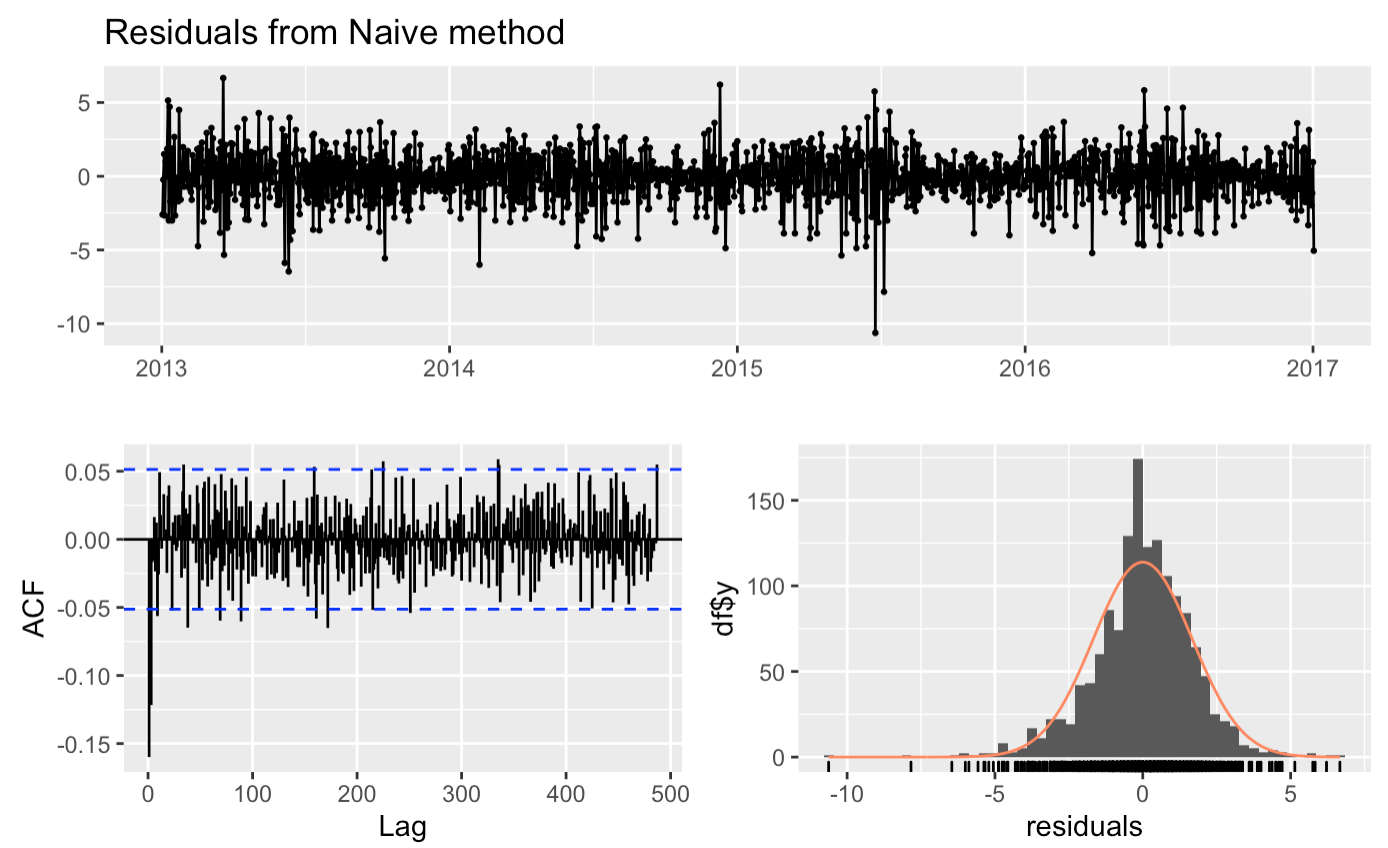 Residuals from Naive method
5
0
-5
-10
2013 2014 2015 2016 2017
ACF
0.05
0.00
-0.05
-0.10
-0.15
0 100 200 300 400 500
Lag
df$y
150
100
50
0
-10 -5 0 5
residuals